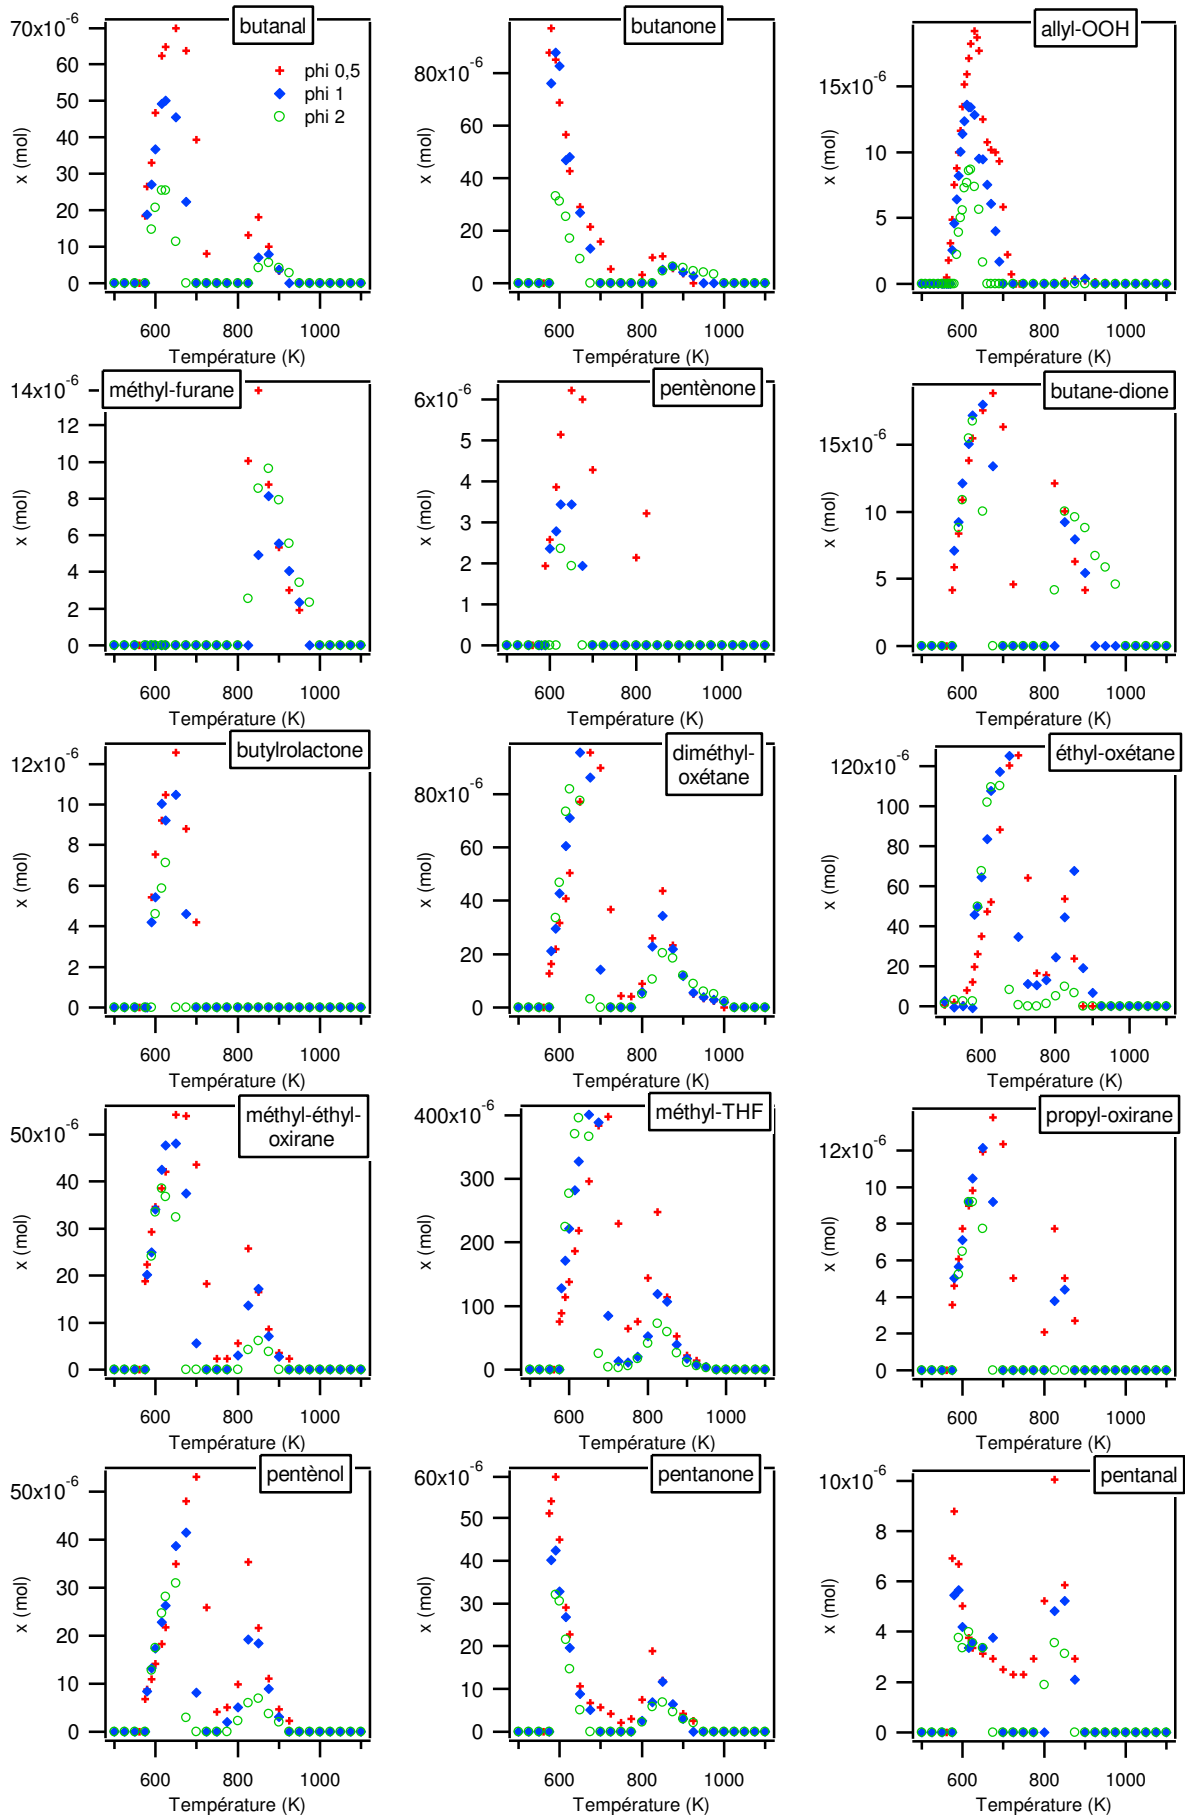 butanal
70x10-6
60
50
40
30
20
10
0
x (mol)
phi 0,5
phi 1
phi 2
600
800
1000
Température (K)
butanone
80x10-6
60
40
20
0
x (mol)
600
800
1000
Température (K)
allyl-OOH
15x10-6
10
5
0
x (mol)
600
800
1000
Température (K)
méthyl-furane
14x10-6
12
10
8
6
4
2
0
x (mol)
600
800
1000
Température (K)
pentènone
6x10-6
5
4
3
2
1
0
x (mol)
600
800
1000
Température (K)
butane-dione
15x10-6
10
5
0
x (mol)
600
800
1000
Température (K)
butylrolactone
12x10-6
10
8
6
4
2
0
x (mol)
600
800
1000
Température (K)
diméthyl-
oxétane
80x10-6
60
40
20
0
x (mol)
600
800
1000
Température (K)
éthyl-oxétane
120x10-6
100
80
60
40
20
0
x (mol)
600
800
1000
Température (K)
méthyl-éthyl-
oxirane
50x10-6
40
30
20
10
0
x (mol)
600
800
1000
Température (K)
méthyl-THF
400x10-6
300
200
100
0
x (mol)
600
800
1000
Température (K)
propyl-oxirane
12x10-6
10
8
6
4
2
0
x (mol)
600
800
1000
Température (K)
pentènol
50x10-6
40
30
20
10
0
x (mol)
600
800
1000
Température (K)
pentanone
60x10-6
50
40
30
20
10
0
x (mol)
600
800
1000
Température (K)
pentanal
10x10-6
8
6
4
2
0
x (mol)
600
800
1000
Température (K)